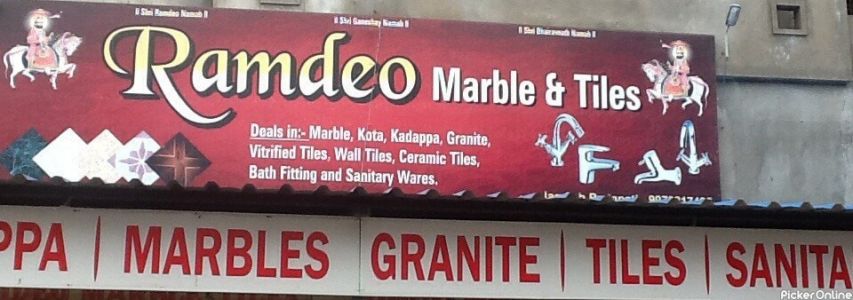 ॥ Shri Ramdeo Namah ॥
॥ Shri Ganeshay Namah ॥
॥ Shri Bhairavnath Namah ॥
Ramdeo Marble & Tiles
Deals in:- Marble, Kota, Kadappa, Granite,
Vitrified Tiles, Wall Tiles, Ceramic Tiles,
Bath Fitting and Sanitary Wares.
PPA | MARBLES | GRANITE | TILES | SANITA
PickerOnline